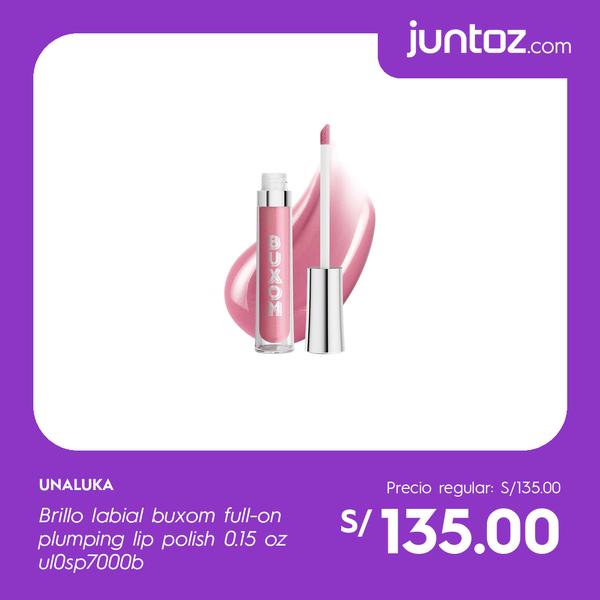 juntoz.com
BUXOM
UNALUKA
Brillo labial buxom full-on
plumping lip polish 0.15 oz
ul0sp7000b
Precio regular: S/135.00
S/135.00